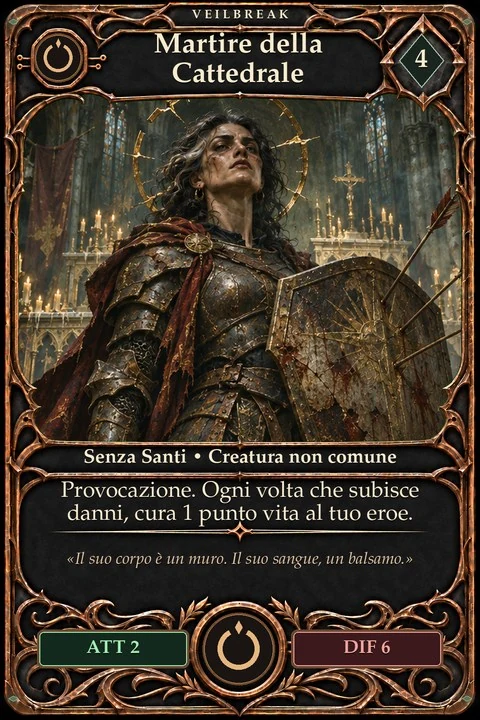 VEILBREAK
Martire della
Cattedrale
4
Senza Santi • Creatura non comune
Provocazione. Ogni volta che subisce
danni, cura 1 punto vita al tuo eroe.
«Il suo corpo è un muro. Il suo sangue, un balsamo.»
ATT 2
DIF 6